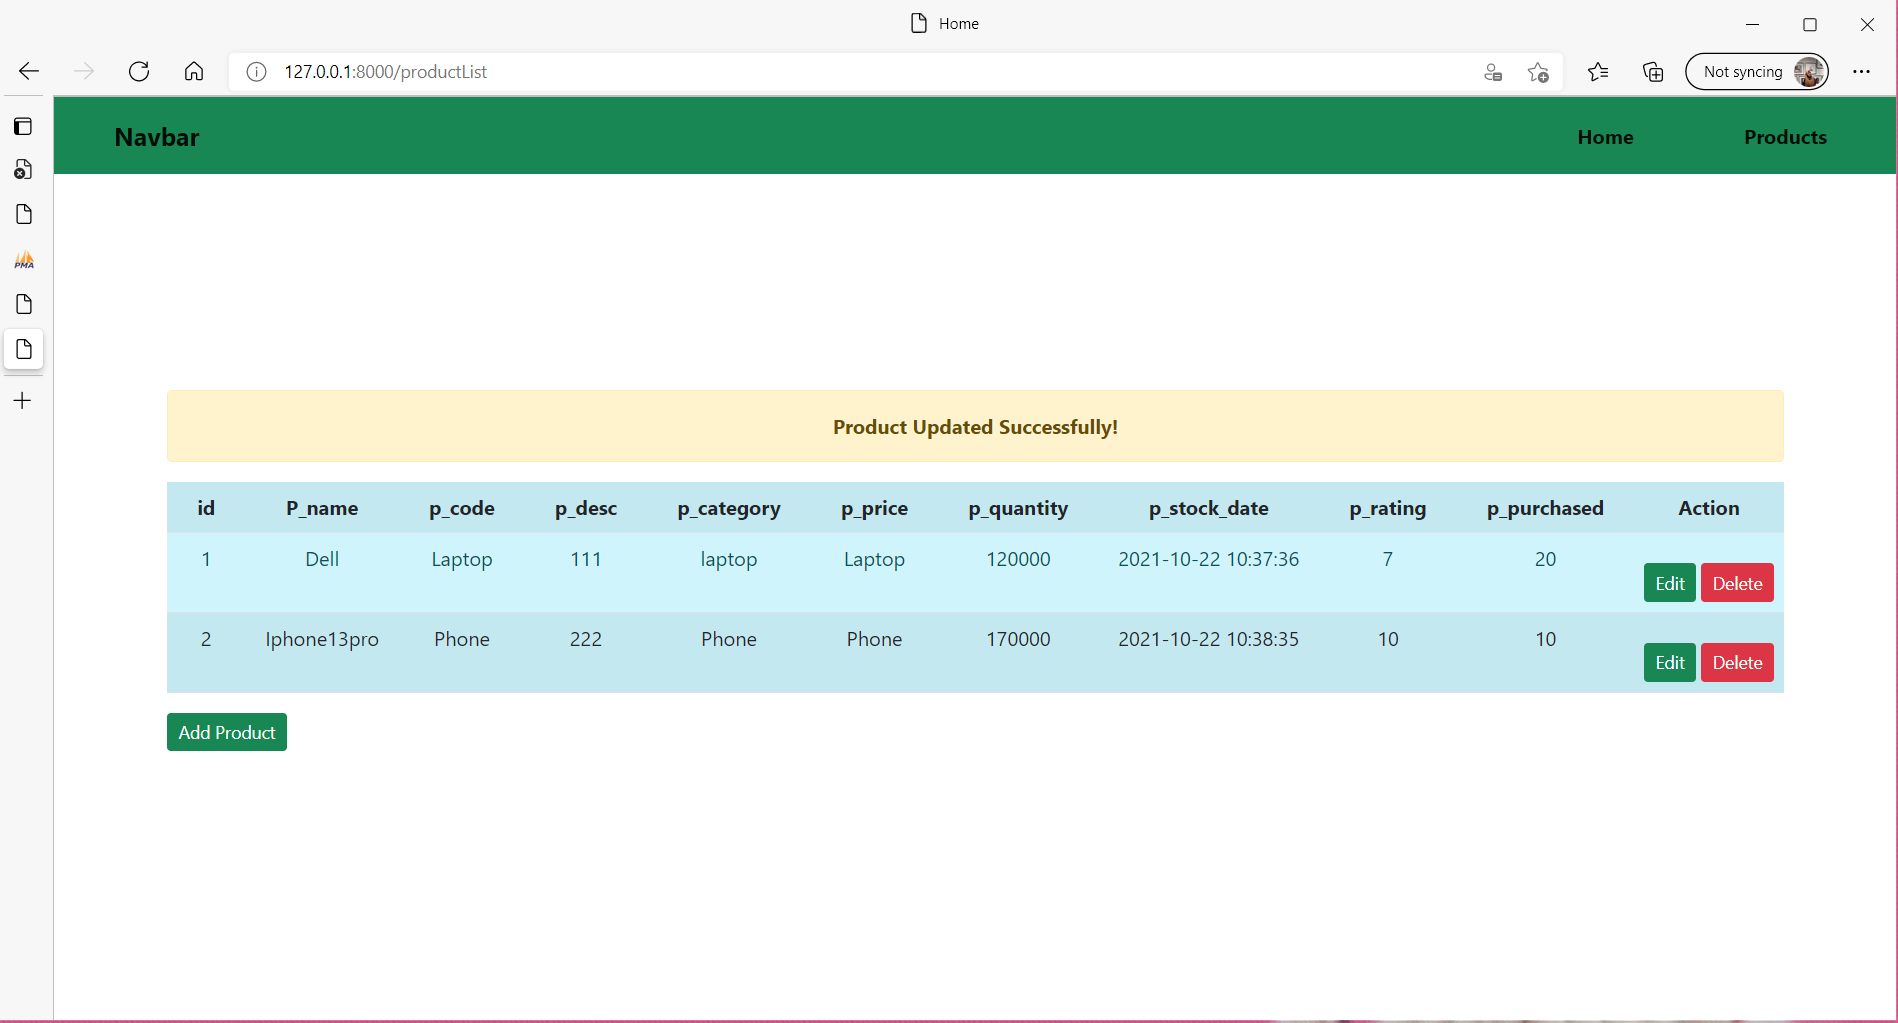 Home
127.0.0.1:8000/productList
Not syncing
Navbar Home Products
PMA
Product Updated Successfully!
id P_name p_code p_desc p_category p_price p_quantity p_stock_date p_rating p_purchased Action
1 Dell Laptop 111 laptop Laptop 120000 2021-10-22 10:37:36 7 20 Edit Delete
2 Iphone13pro Phone 222 Phone Phone 170000 2021-10-22 10:38:35 10 10 Edit Delete
Add Product